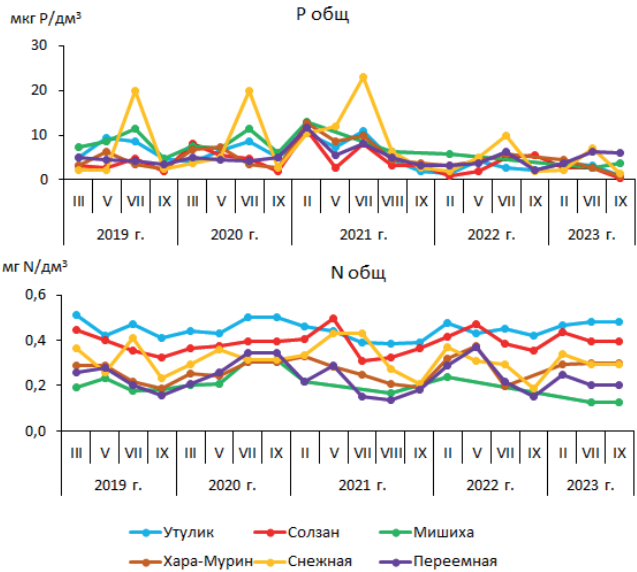 мкг P/дм³
P общ
30
20
10
0
III V VII IX III V VII IX II V VII VIII IX II V VII IX II VII IX
2019 г. 2020 г. 2021 г. 2022 г. 2023 г.
мг N/дм³
N общ
0,6
0,4
0,2
0,0
III V VII IX III V VII IX II V VII VIII IX II V VII IX II VII IX
2019 г. 2020 г. 2021 г. 2022 г. 2023 г.
Утулик Солзан Мишиха
Хара-Мурин Снежная Переемная